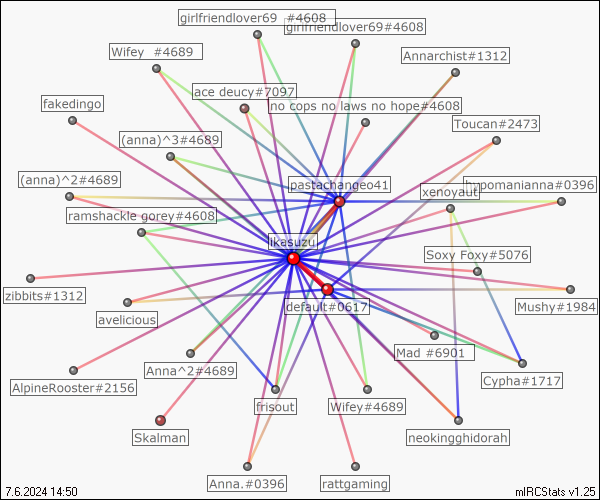 girlfriendlover69 #4608
girlfriendlover69#4608
Wifey #4689
Annarchist#1312
ace deucy#7097
fakedingo
no cops no laws no hope#4608
Toucan#2473
(anna)^3#4689
(anna)^2#4689
pastachangeo41
xenoyaut
hypomanianna#0396
ramshackle gorey#4608
Ikesuzu
Soxy Foxy#5076
zibbits#1312
avelicious
default#0617
Mushy#1984
Mad #6901
Anna^2#4689
AlpineRooster#2156
Cypha#1717
frisout
Wifey#4689
Skalman
neokingghidorah
Anna.#0396
rattgaming
7.6.2024 14:50
mIRCStats v1.25